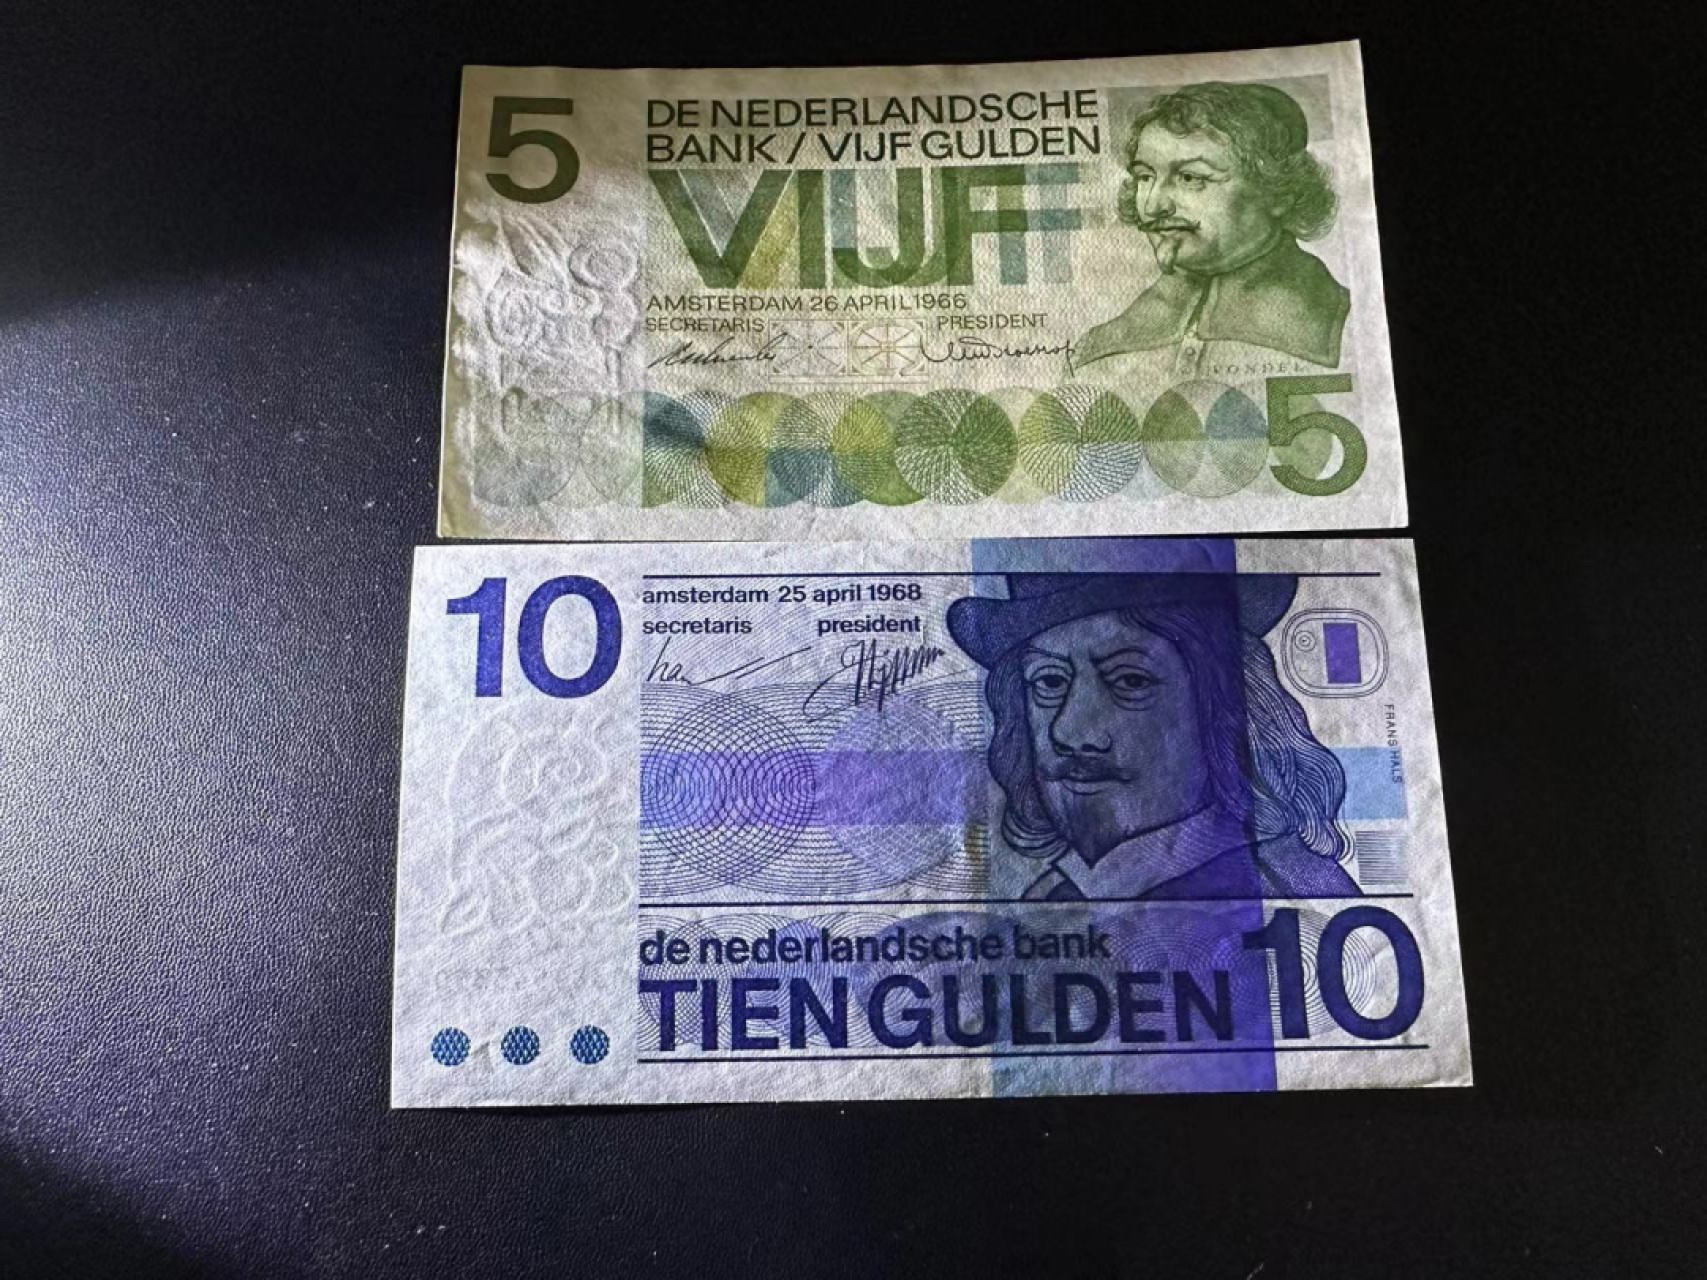 5
DE NEDERLANDSCHE
BANK / VIJF GULDEN
VIJF
AMSTERDAM 26 APRIL 1966
SECRETARIS PRESIDENT
VONDEL
5
10
amsterdam 25 april 1968
secretaris president
FRANS HALS
de nederlandsche bank
TIEN GULDEN 10